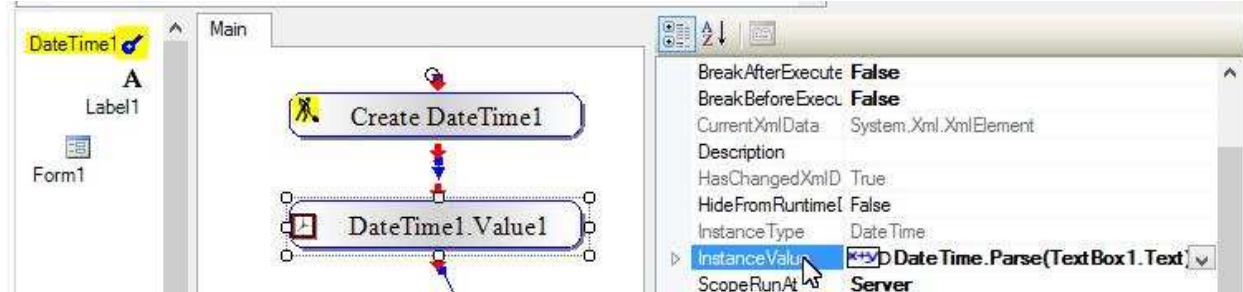 DateTime1
A
Label1
Form1
Main
Create DateTime1
DateTime1.Value1
BreakAfterExecute False
BreakBeforeExecu False
CurrentXmlData System.Xml.XmlElement
Description
HasChangedXmlD True
HideFromRuntime False
InstanceType DateTime
InstanceValu x+y DateTime.Parse(TextBox1.Text)
ScopeRunAt Server